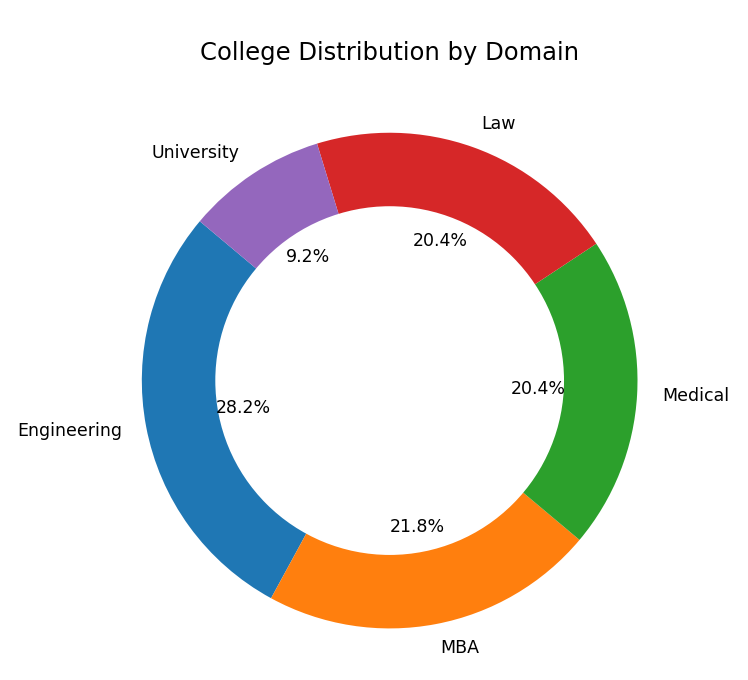 College Distribution by Domain
Law
University
20.4%
9.2%
20.4%
Medical
28.2%
Engineering
21.8%
MBA